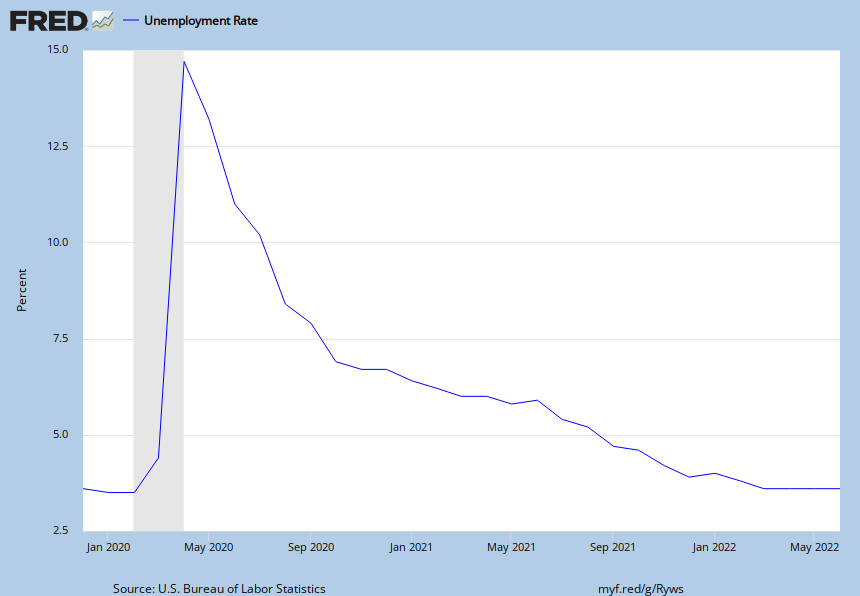 FRED Unemployment Rate
15.0
12.5
10.0
7.5
5.0
2.5
Percent
Jan 2020 May 2020 Sep 2020 Jan 2021 May 2021 Sep 2021 Jan 2022 May 2022
Source: U.S. Bureau of Labor Statistics myf.red/g/Ryws